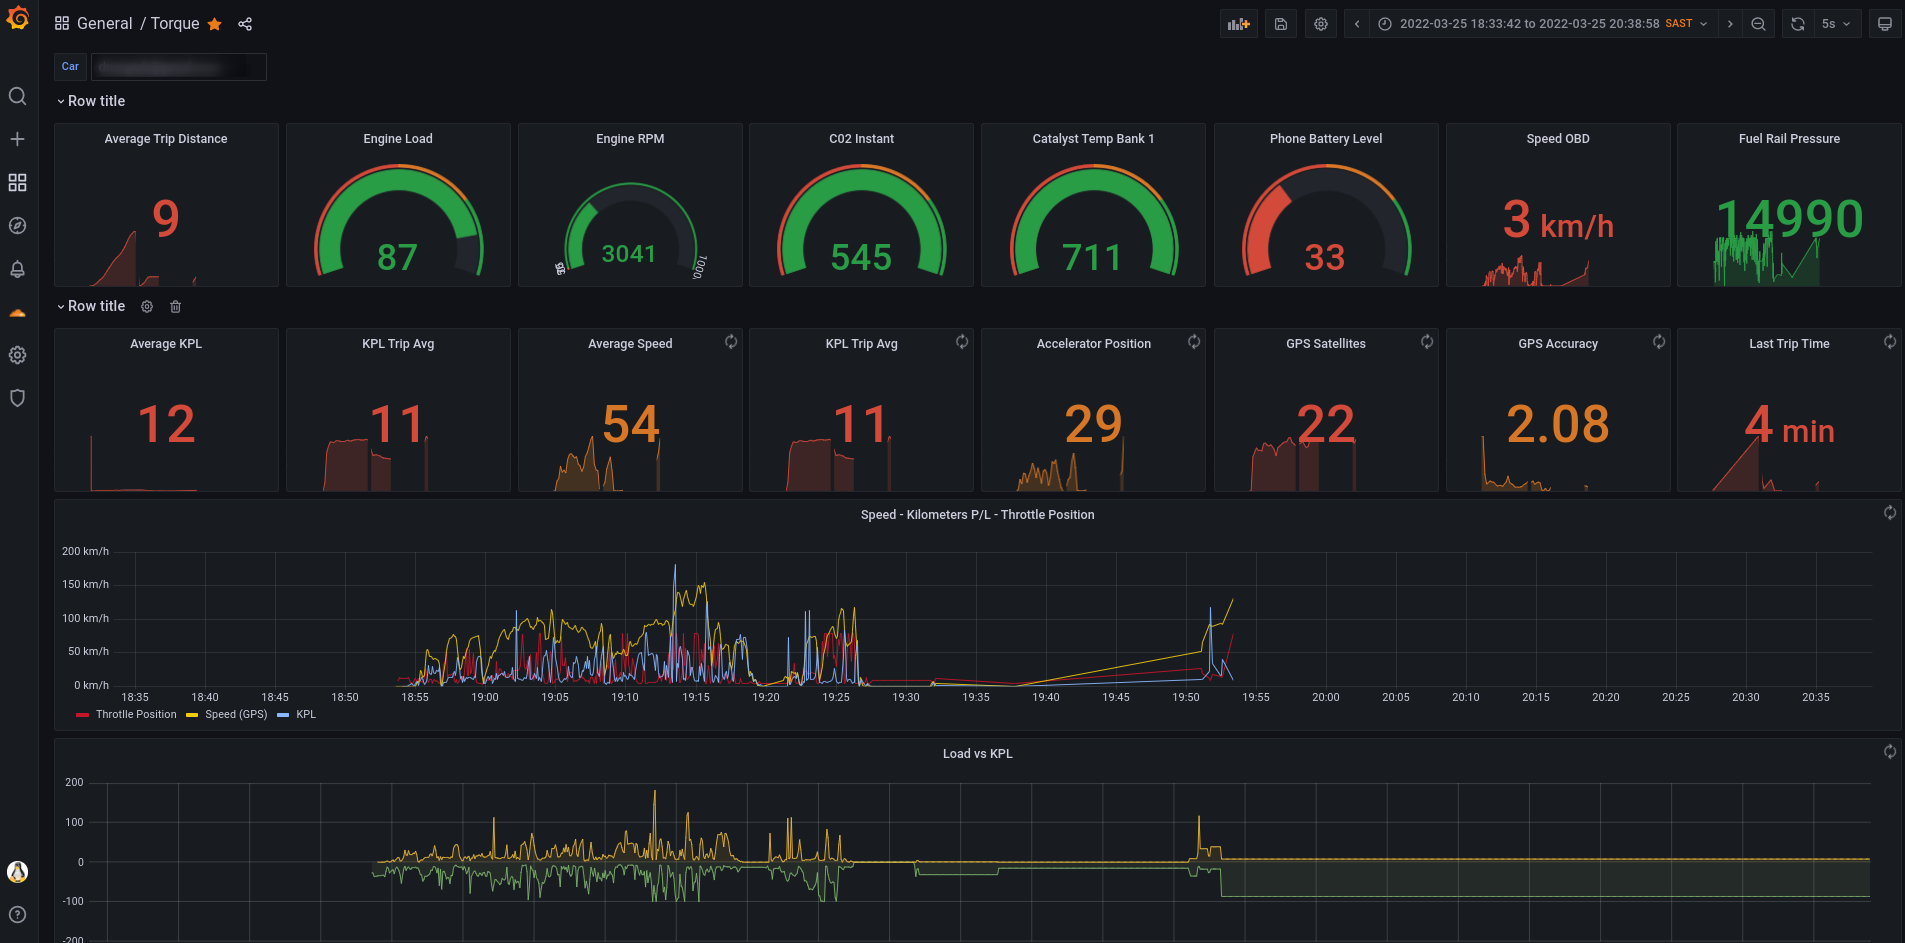 General / Torque
2022-03-25 18:33:42 to 2022-03-25 20:38:58 SAST
5s
Car
Row title
Average Trip Distance
9
Engine Load
87
Engine RPM
3041
C02 Instant
545
Catalyst Temp Bank 1
711
Phone Battery Level
33
Speed OBD
3 km/h
Fuel Rail Pressure
14990
Row title
Average KPL
12
KPL Trip Avg
11
Average Speed
54
KPL Trip Avg
11
Accelerator Position
29
GPS Satellites
22
GPS Accuracy
2.08
Last Trip Time
4 min
Speed - Kilometers P/L - Throttle Position
200 km/h
150 km/h
100 km/h
50 km/h
0 km/h
18:35 18:40 18:45 18:50 18:55 19:00 19:05 19:10 19:15 19:20 19:25 19:30 19:35 19:40 19:45 19:50 19:55 20:00 20:05 20:10 20:15 20:20 20:25 20:30 20:35
Throtlle Position Speed (GPS) KPL
Load vs KPL
200
100
0
-100
-200